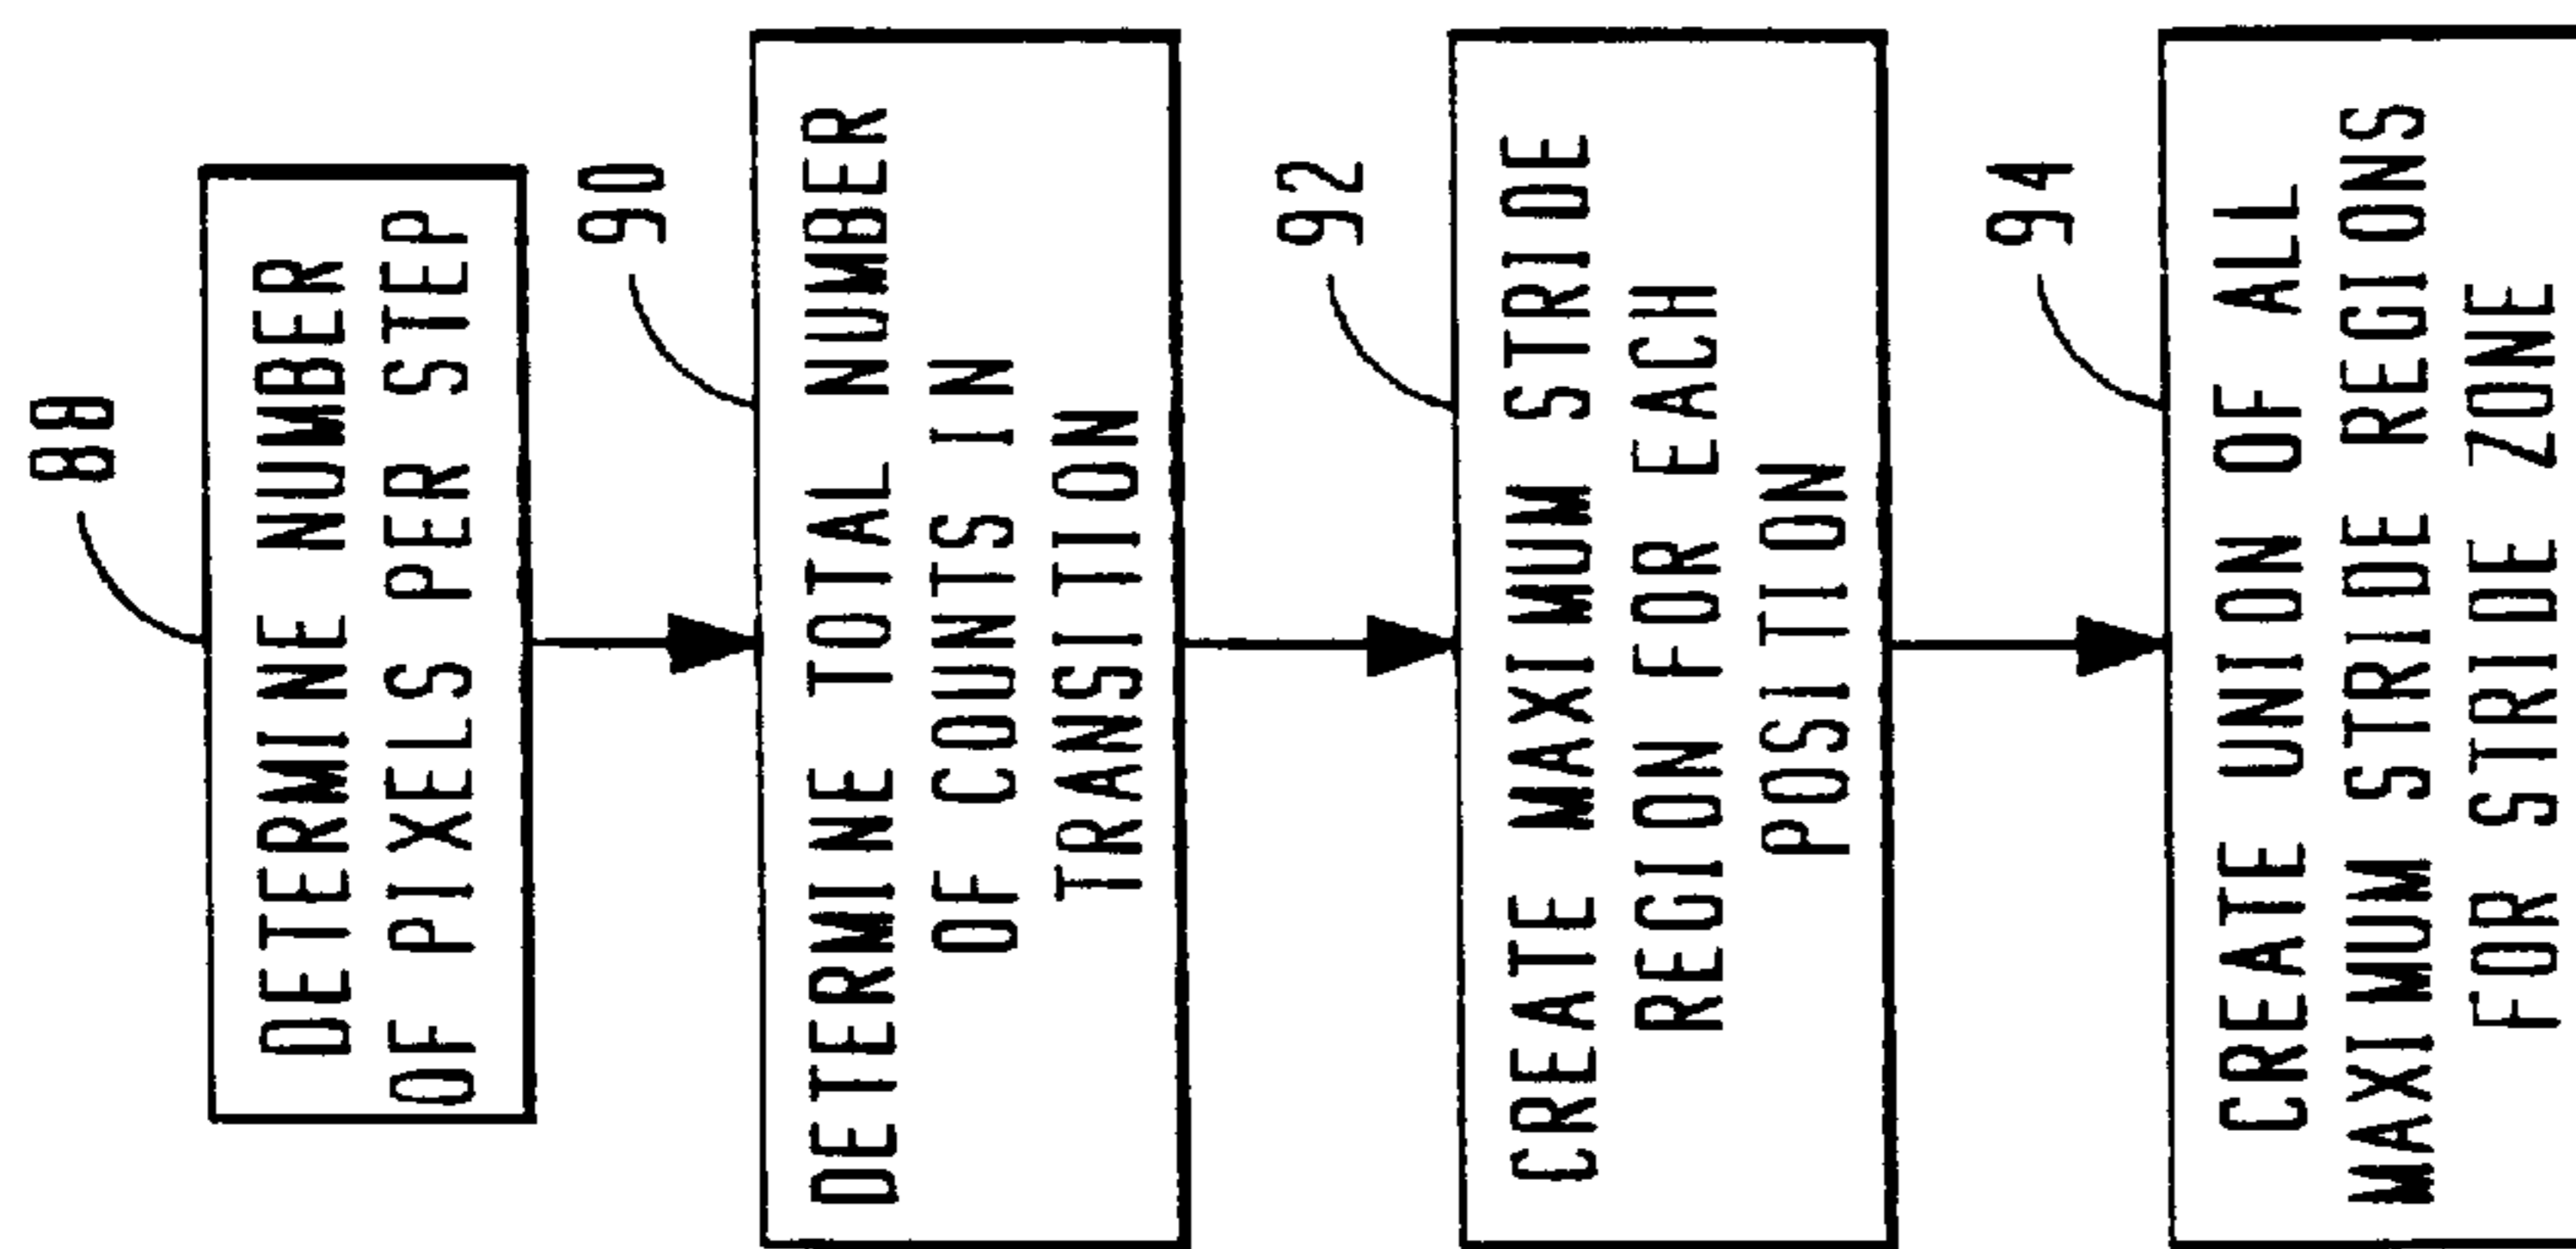 88
DETERMINE NUMBER
OF PIXELS PER STEP
90
DETERMINE TOTAL NUMBER
OF COUNTS IN
TRANSITION
92
CREATE MAXIMUM STRIDE
REGION FOR EACH
POSITION
94
CREATE UNION OF ALL
MAXIMUM STRIDE REGIONS
FOR STRIDE ZONE